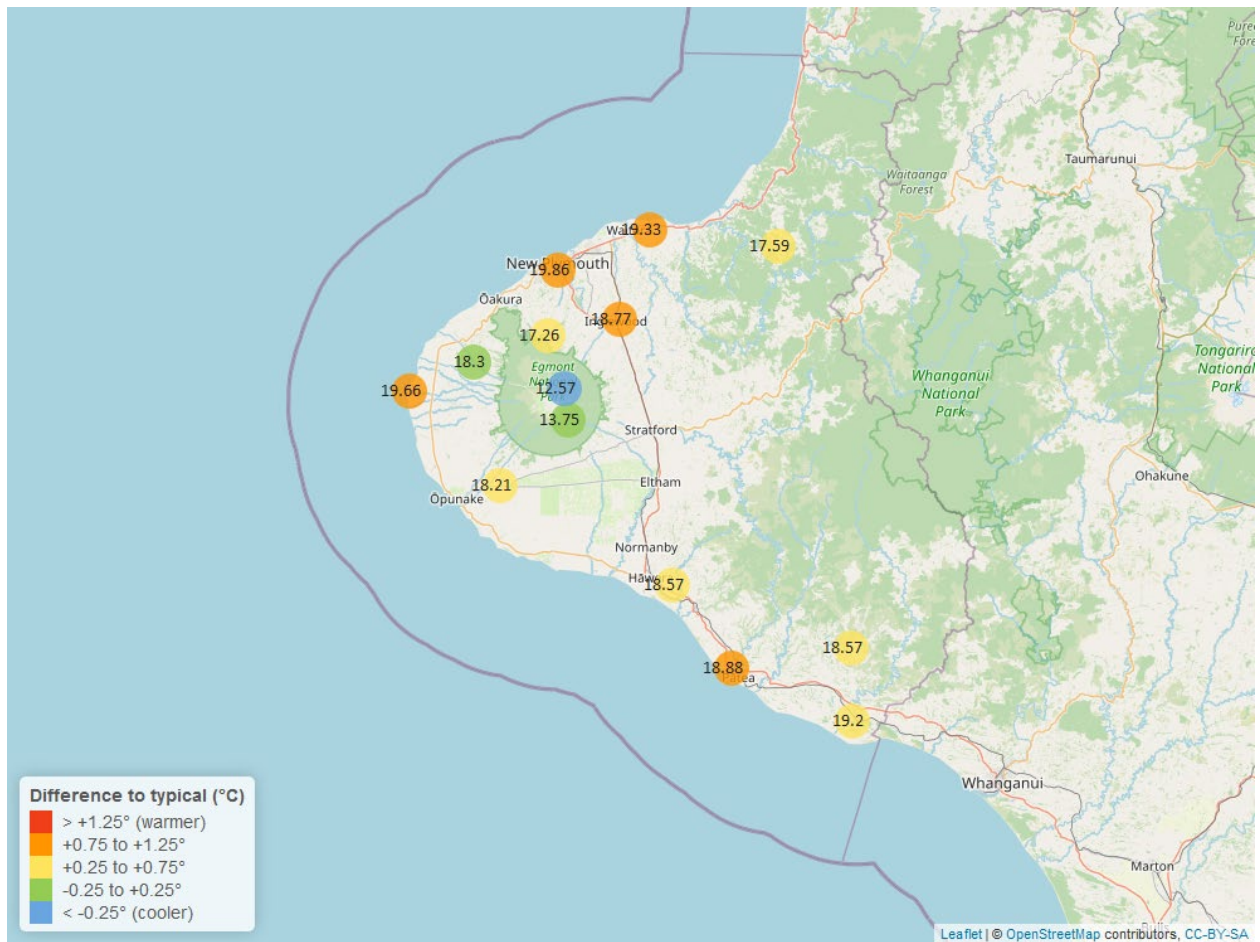 Taumarunui
Waitaanga
Forest
19.33
17.59
New Plymouth
19.86
Ōakura
18.77
17.26
18.3
Egmont
12.57
19.66
13.75
Whanganui
National
Park
Tongariro
National
Park
Stratford
Ohakune
18.21
Ōpunake
Eltham
Normanby
18.57
18.57
18.88
Patea
19.2
Whanganui
Marton
Difference to typical (°C)
> +1.25° (warmer)
+0.75 to +1.25°
+0.25 to +0.75°
-0.25 to +0.25°
< -0.25° (cooler)
Leaflet | © OpenStreetMap contributors, CC-BY-SA